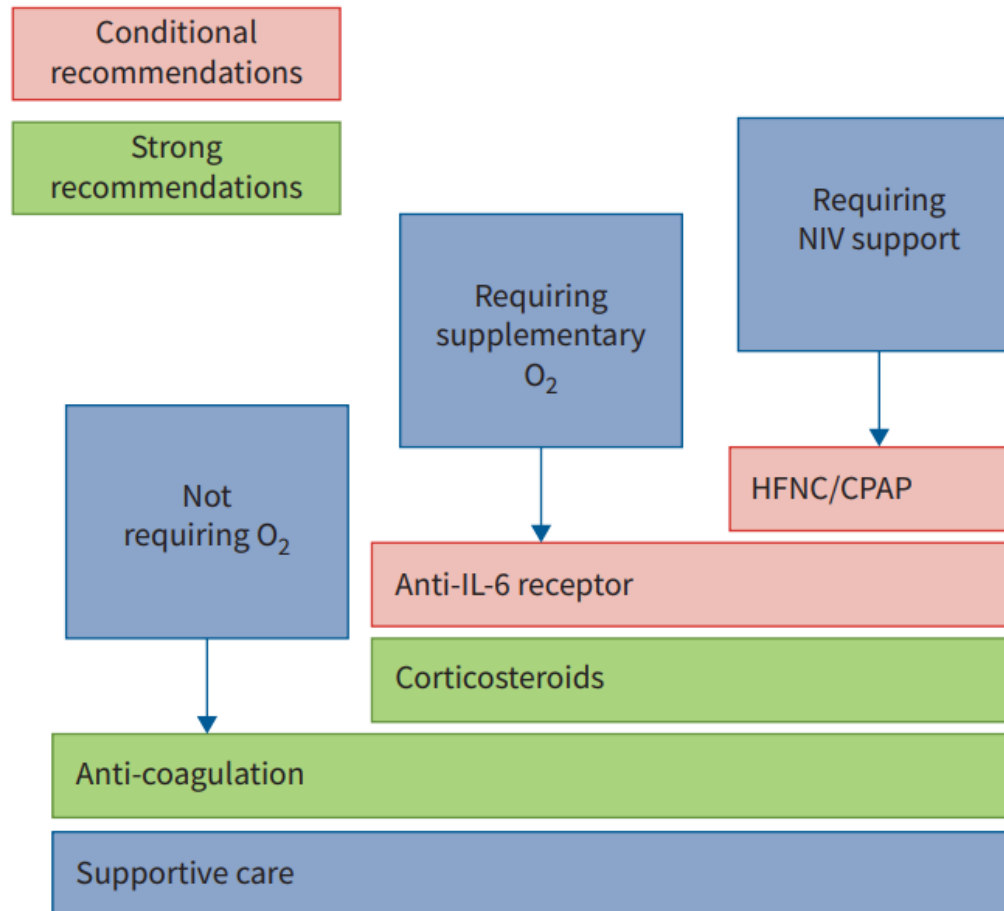 Conditional
recommendations
Strong
recommendations
Requiring
NIV support
Requiring
supplementary
O₂
Not
requiring O₂
HFNC/CPAP
Anti-IL-6 receptor
Corticosteroids
Anti-coagulation
Supportive care